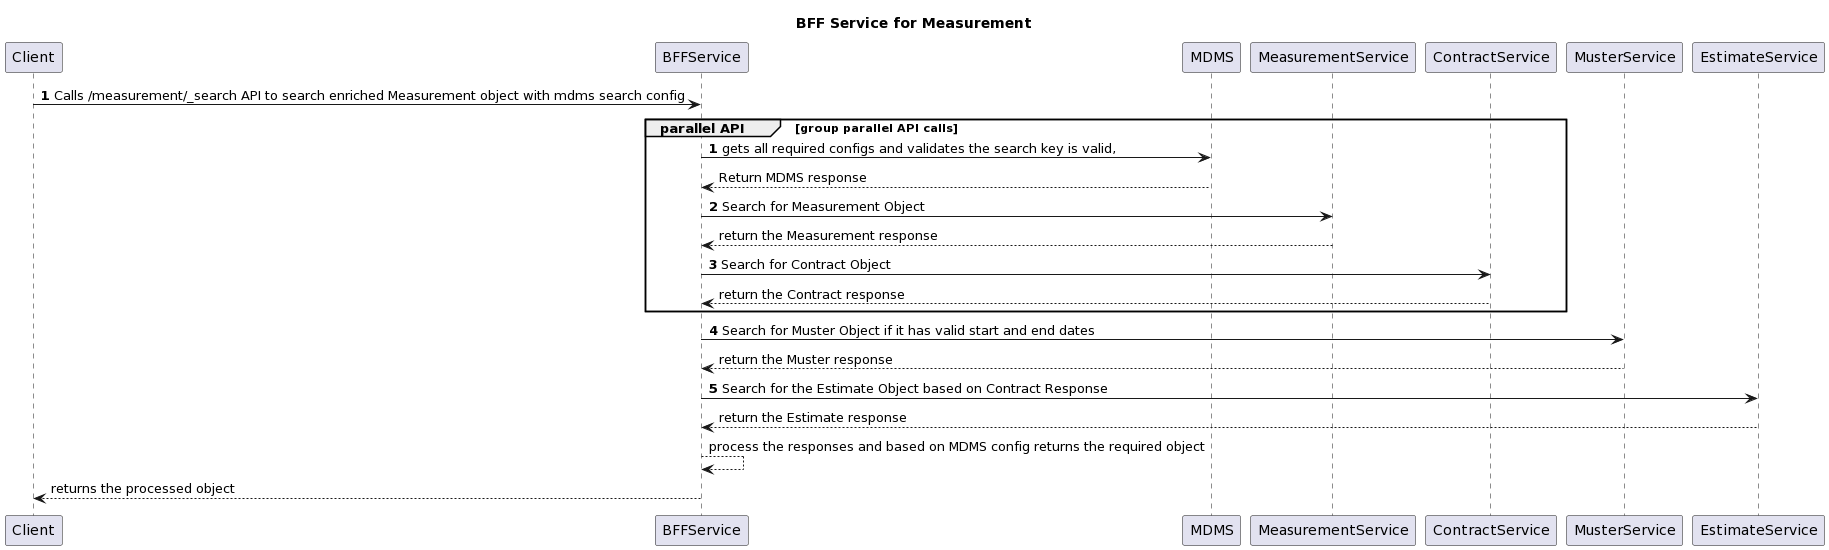 BFF Service for Measurement
Client BFFService MDMS MeasurementService ContractService MusterService EstimateService
1 Calls /measurement/_search API to search enriched Measurement object with mdms search config
parallel API [group parallel API calls]
1 gets all required configs and validates the search key is valid,
Return MDMS response
2 Search for Measurement Object
return the Measurement response
3 Search for Contract Object
return the Contract response
4 Search for Muster Object if it has valid start and end dates
return the Muster response
5 Search for the Estimate Object based on Contract Response
return the Estimate response
process the responses and based on MDMS config returns the required object
returns the processed object
Client BFFService MDMS MeasurementService ContractService MusterService EstimateService